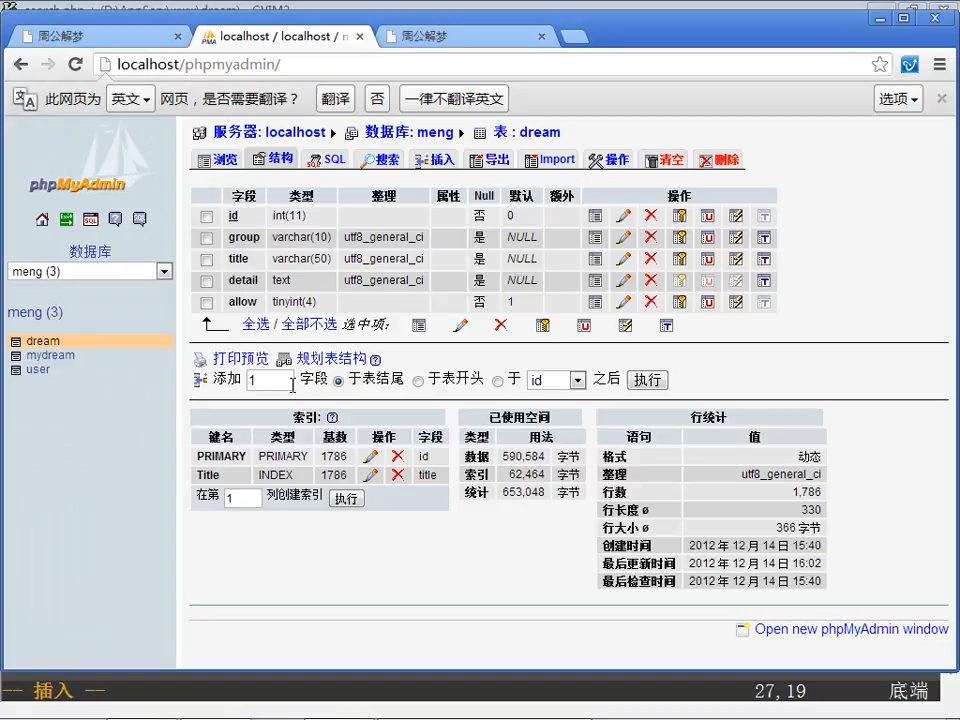 周公解梦
localhost / localhost / m
周公解梦
localhost/phpmyadmin/
此网页为 英文 网页，是否需要翻译？ 翻译 否 一律不翻译英文 选项
phpMyAdmin
数据库
meng (3)
meng (3)
dream
mydream
user
服务器: localhost 数据库: meng 表 : dream
浏览 结构 SQL 搜索 插入 导出 Import 操作 清空 删除
字段 类型 整理 属性 Null 默认 额外 操作
id int(11) 否 0
group varchar(10) utf8_general_ci 是 NULL
title varchar(50) utf8_general_ci 是 NULL
detail text utf8_general_ci 是 NULL
allow tinyint(4) 否 1
全选 / 全部不选 选中项:
打印预览 规划表结构
添加 1 字段 于表结尾 于表开头 于 id 之后 执行
索引:
键名 类型 基数 操作 字段
PRIMARY PRIMARY 1786 id
Title INDEX 1786 title
在第 1 列创建索引 执行
已使用空间
类型 用法
数据 590,584 字节
索引 62,464 字节
统计 653,048 字节
行统计
语句 值
格式 动态
整理 utf8_general_ci
行数 1,786
行长度 ø 330
行大小 ø 366 字节
创建时间 2012 年 12 月 14 日 15:40
最后更新时间 2012 年 12 月 14 日 16:02
最后检查时间 2012 年 12 月 14 日 15:40
Open new phpMyAdmin window
-- 插入 --
27,19
底端